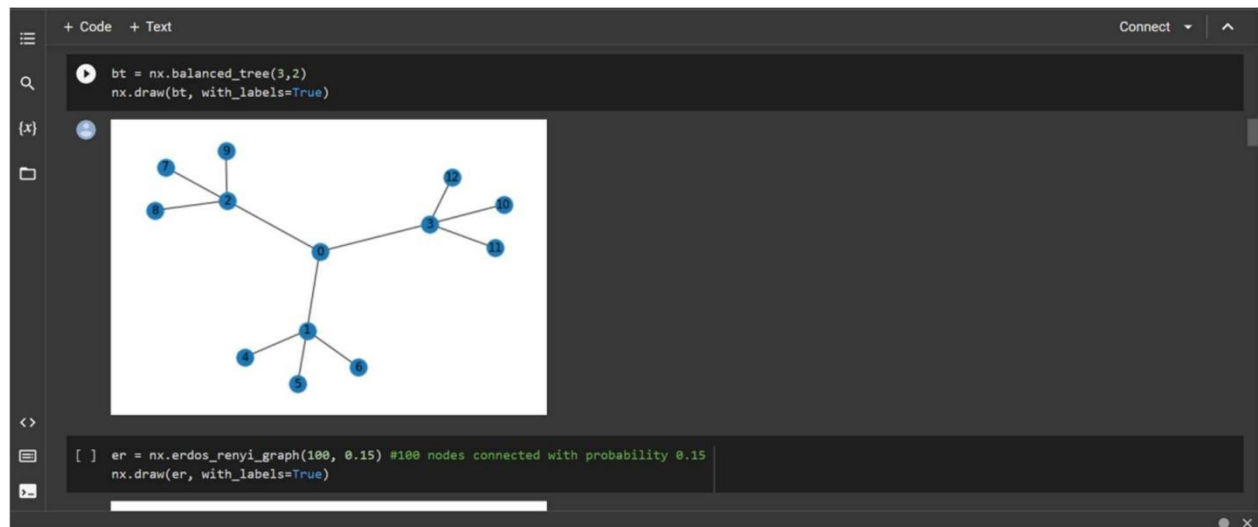 + Code + Text
Connect
{x}
bt = nx.balanced_tree(3,2)
nx.draw(bt, with_labels=True)
9
7
12
8
2
10
3
11
0
1
4
6
5
<>
[ ] er = nx.erdos_renyi_graph(100, 0.15) #100 nodes connected with probability 0.15
nx.draw(er, with_labels=True)